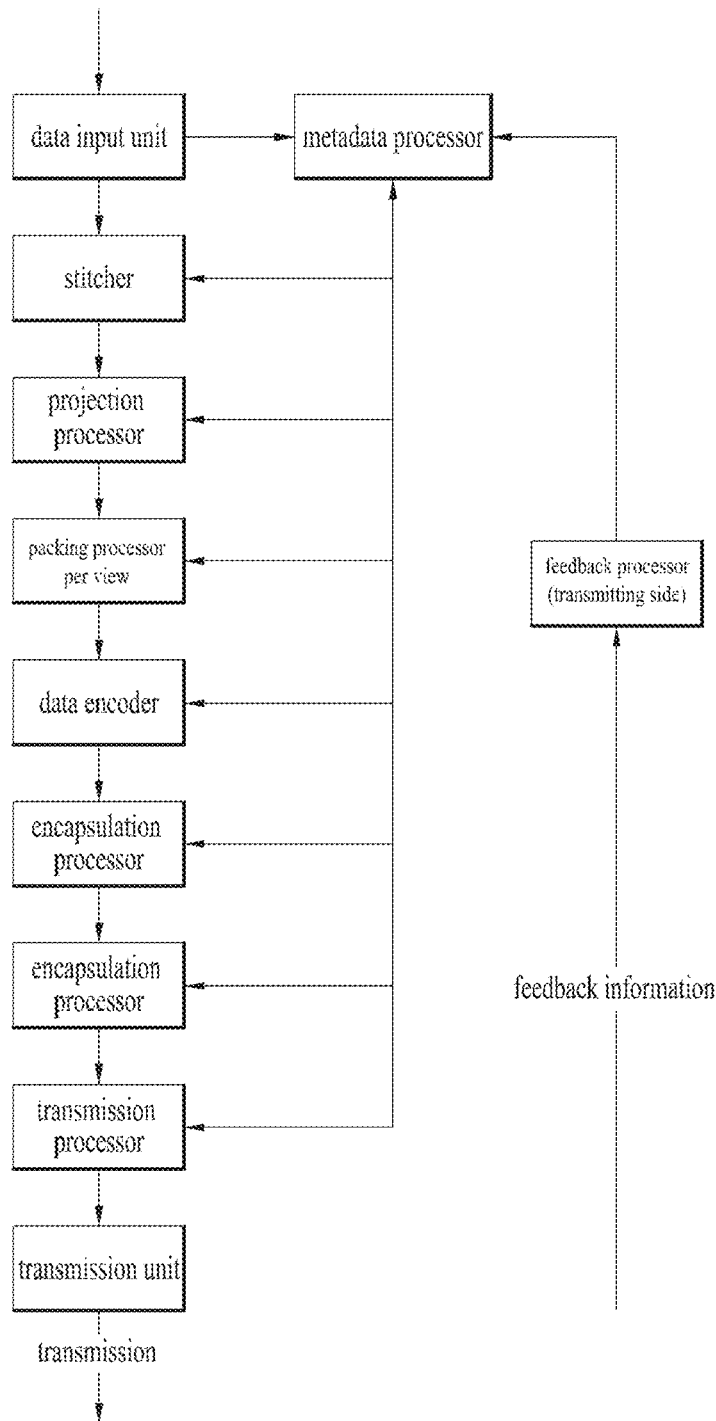 data input unit
metadata processor
stitcher
projection
processor
packing processor
per view
feedback processor
(transmitting side)
data encoder
encapsulation
processor
encapsulation
processor
feedback information
transmission
processor
transmission unit
transmission